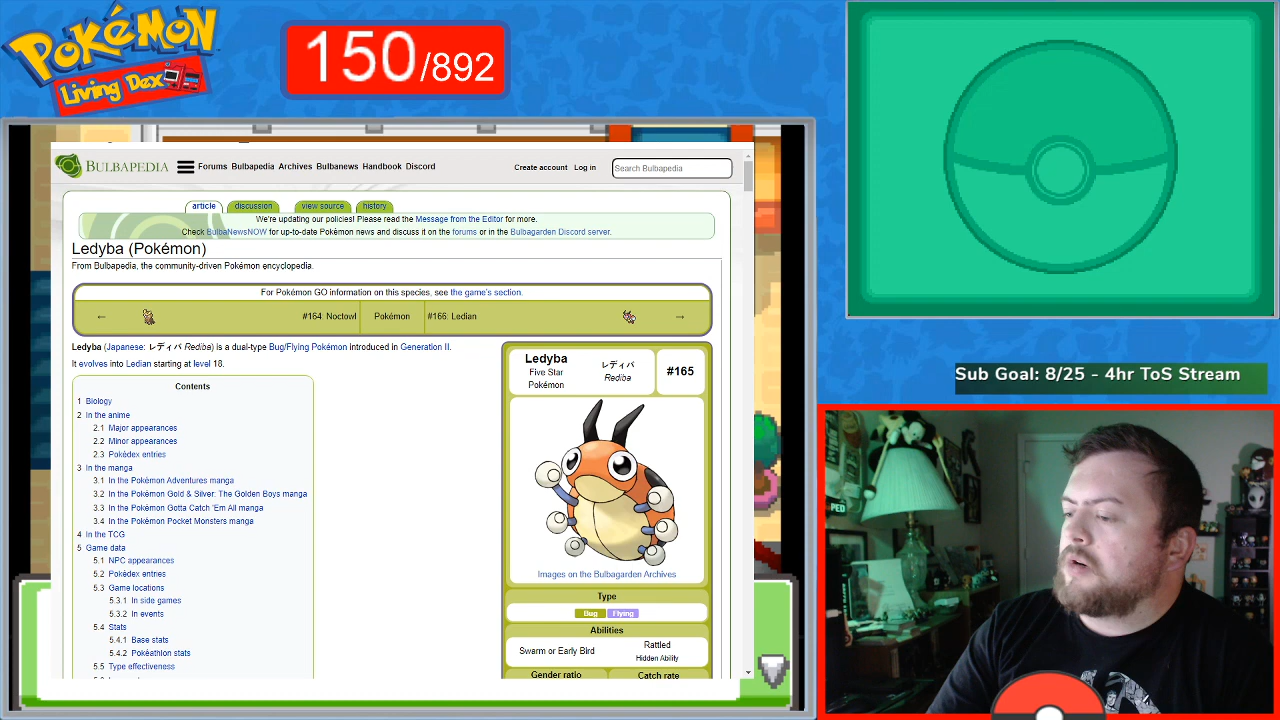 POKéMON
Living Dex
150/892
BULBAPEDIA
Forums Bulbapedia Archives Bulbanews Handbook Discord
Create account Log in
Search Bulbapedia
article discussion view source history
We're updating our policies! Please read the Message from the Editor for more.
Check BulbaNewsNOW for up-to-date Pokémon news and discuss it on the forums or in the Bulbagarden Discord server.
Ledyba (Pokémon)
From Bulbapedia, the community-driven Pokémon encyclopedia.
For Pokémon GO information on this species, see the game's section.
← #164: Noctowl Pokémon #166: Ledian →
Ledyba (Japanese: レディバ Rediba) is a dual-type Bug/Flying Pokémon introduced in Generation II.
It evolves into Ledian starting at level 18.
Contents
1 Biology
2 In the anime
2.1 Major appearances
2.2 Minor appearances
2.3 Pokédex entries
3 In the manga
3.1 In the Pokémon Adventures manga
3.2 In the Pokémon Gold & Silver: The Golden Boys manga
3.3 In the Pokémon Gotta Catch 'Em All manga
3.4 In the Pokémon Pocket Monsters manga
4 In the TCG
5 Game data
5.1 NPC appearances
5.2 Pokédex entries
5.3 Game locations
5.3.1 In side games
5.3.2 In events
5.4 Stats
5.4.1 Base stats
5.4.2 Pokéathlon stats
5.5 Type effectiveness
Ledyba
Five Star
Pokémon
レディバ
Rediba
#165
Images on the Bulbagarden Archives
Type
Bug Flying
Abilities
Swarm or Early Bird
Rattled
Hidden Ability
Gender ratio
Catch rate
Sub Goal: 8/25 - 4hr ToS Stream